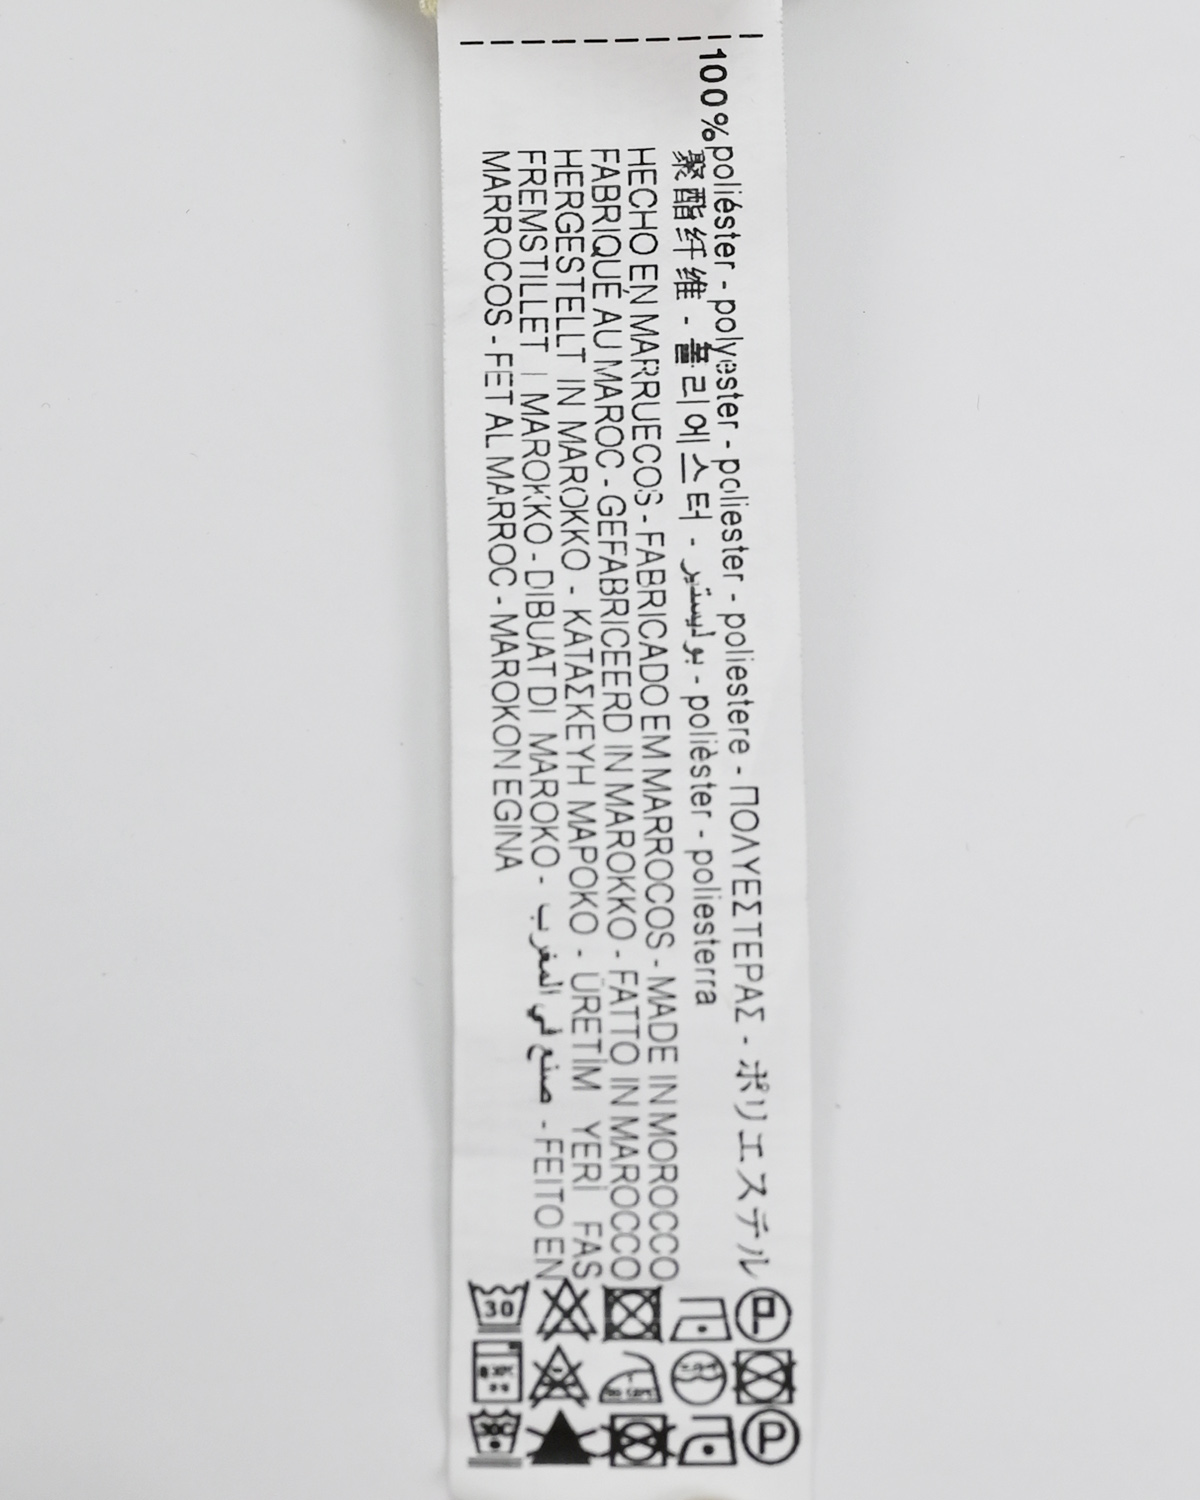 100%poliéster - polyester - poliester - poliestere - ΠΟΛΥΕΣΤΕΡΑΣ - ポリエステル
聚酯纤维 - 폴리에스터 - بوليستير - polièster - poliesterra
HECHO EN MARRUECOS - FABRICADO EM MARROCOS - MADE IN MOROCCO
FABRIQUÉ AU MAROC - GEFABRICEERD IN MAROKKO - FATTO IN MAROCCO
HERGESTELLT IN MAROKKO - ΚΑΤΑΣΚΕΥΗ ΜΑΡΟΚΟ - ÜRETİM YERİ FAS
FREMSTILLET I MAROKKO - DIBUAT DI MAROKO - صنع في المغرب - FEITO EN
MARROCOS - FET AL MARROC - MAROKON EGINA
30
P
30C
P